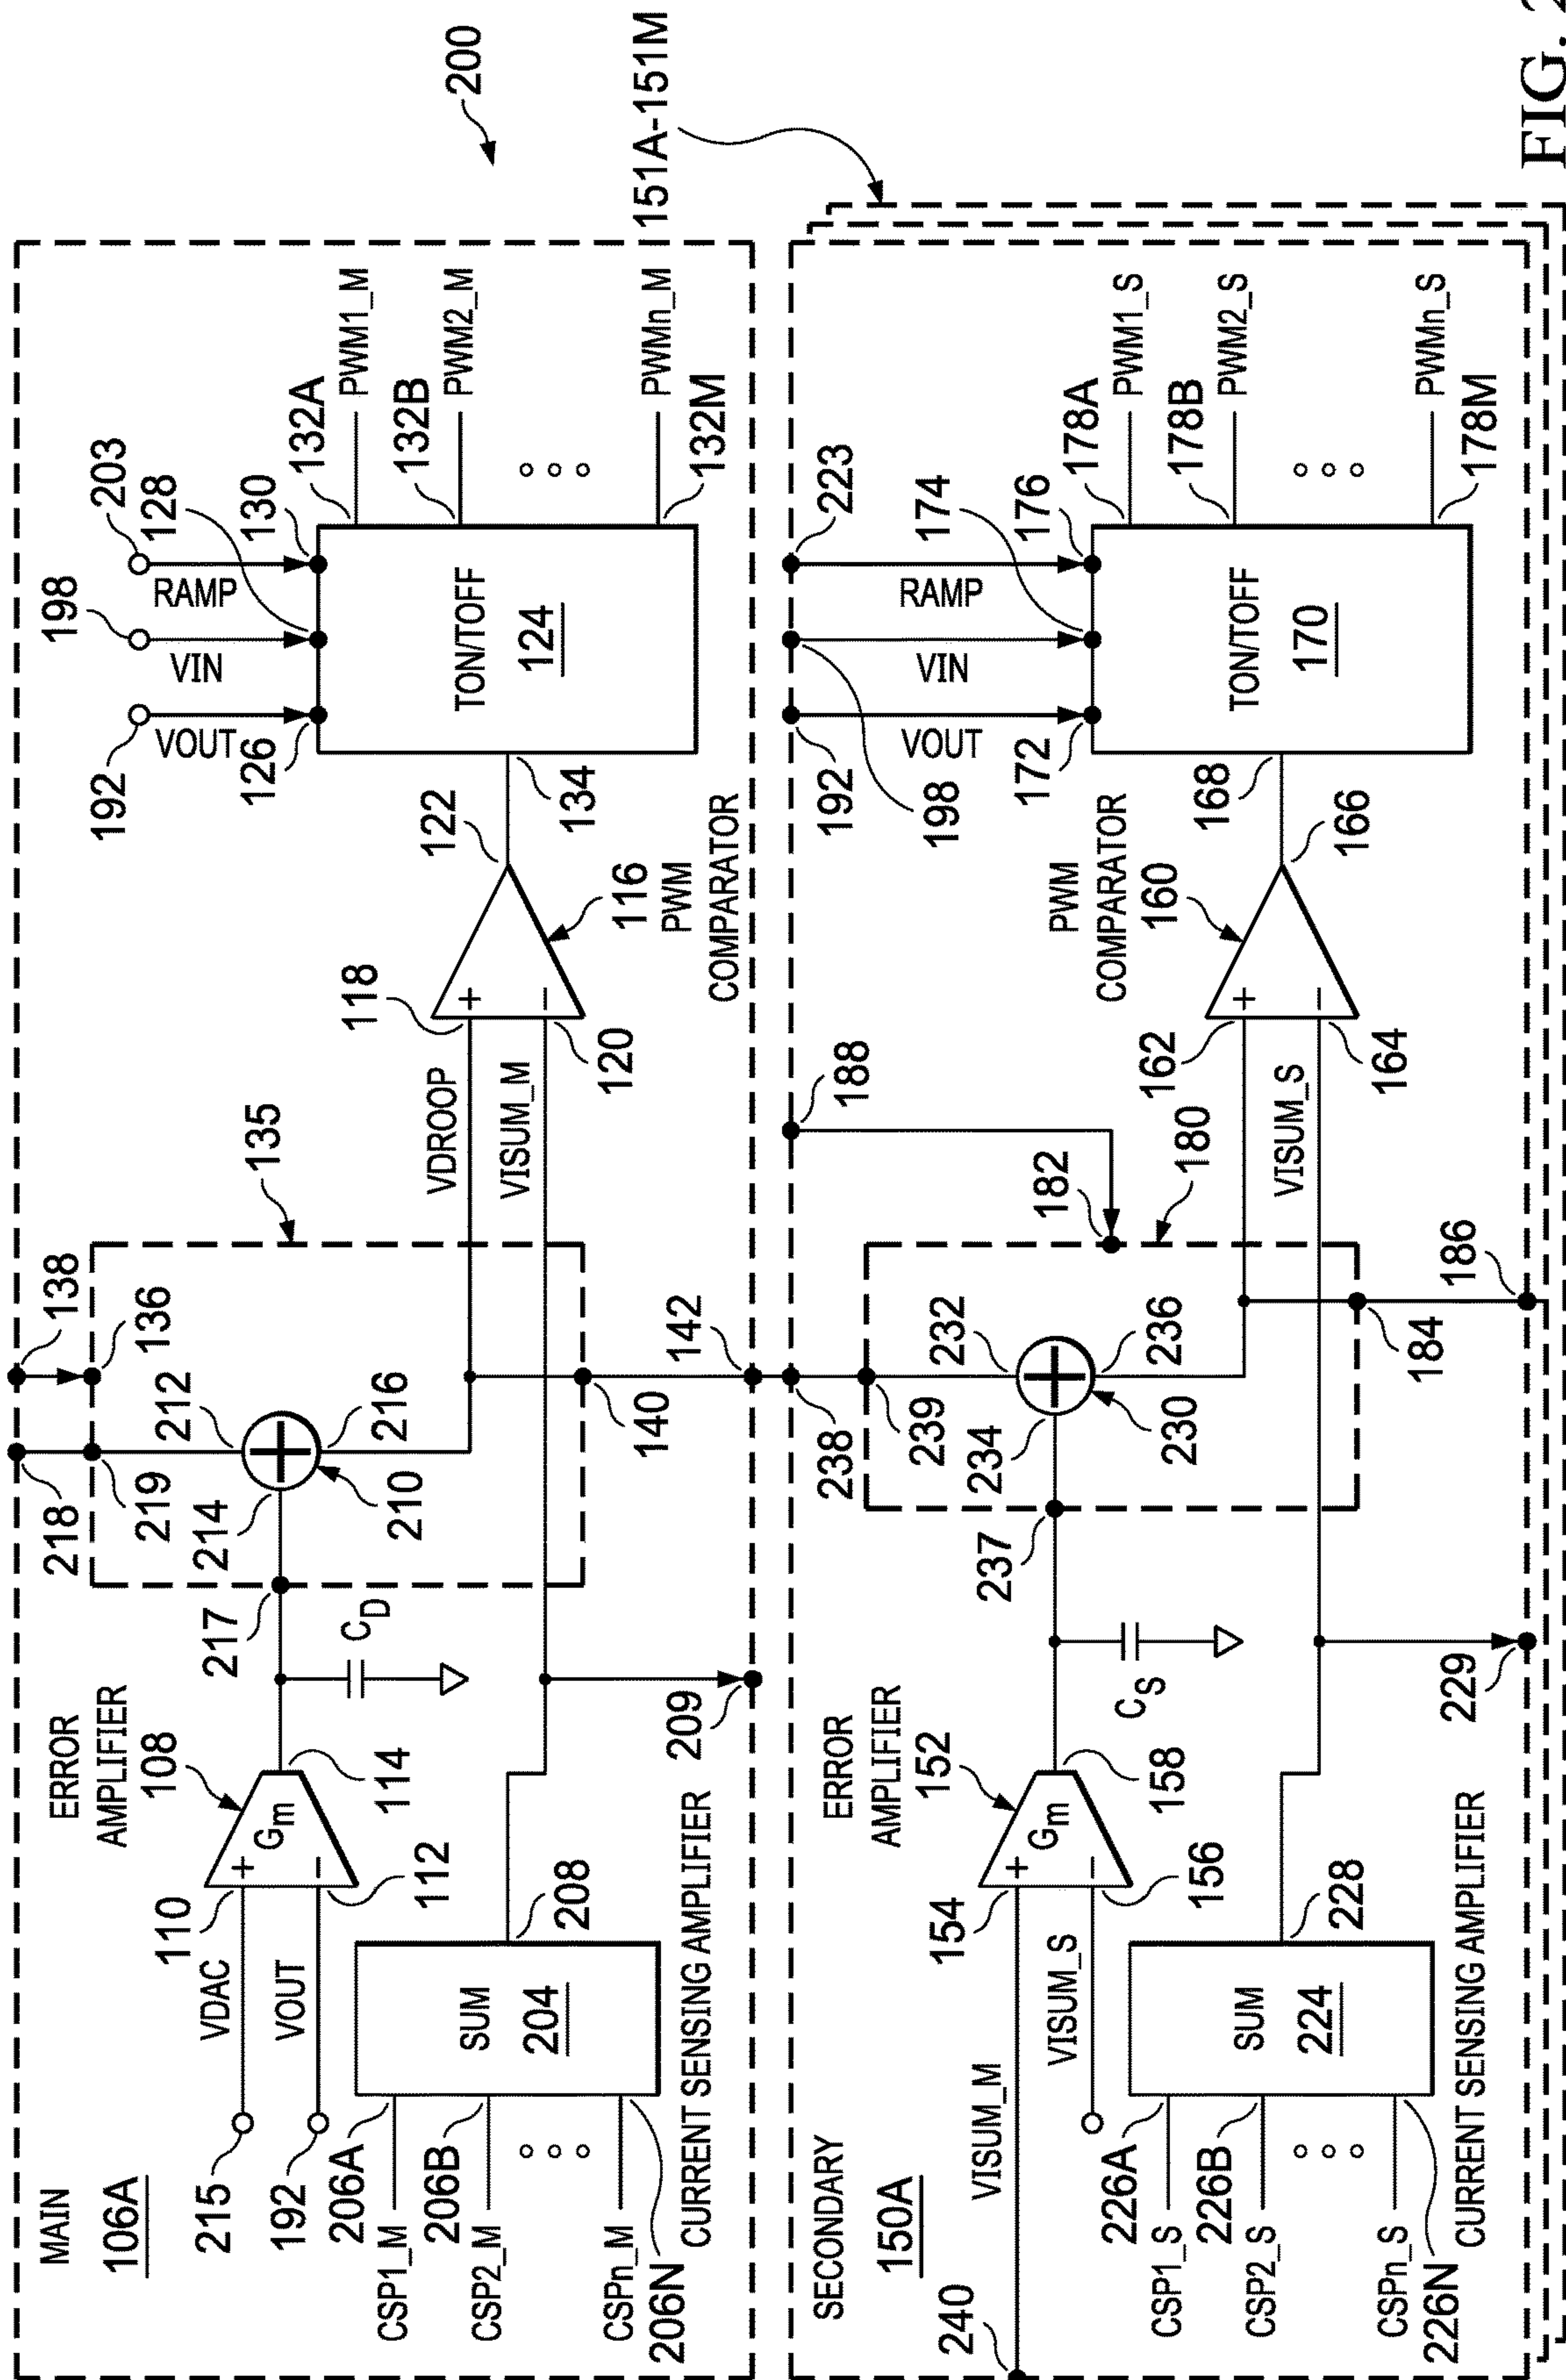 MAIN
106A
ERROR
AMPLIFIER
108
110
112
114
Gm
+
–
VDAC
VOUT
215
192
CSP1_M
CSP2_M
CSPn_M
206A
206B
206N
SUM
204
208
CURRENT SENSING AMPLIFIER
CD
217
218
219
138
136
212
214
216
210
135
140
142
209
VDROOP
VISUM_M
118
120
+
–
116
PWM
COMPARATOR
122
134
192
198
203
VOUT
VIN
RAMP
126
128
130
TON/TOFF
124
132A
PWM1_M
132B
PWM2_M
132M
PWMn_M
200
151A-151M
SECONDARY
150A
240
VISUM_M
VISUM_S
ERROR
AMPLIFIER
152
154
156
158
Gm
+
–
CSP1_S
CSP2_S
CSPn_S
226A
226B
226N
SUM
224
228
CURRENT SENSING AMPLIFIER
CS
237
238
239
232
234
236
230
182
180
188
184
186
229
VISUM_S
162
164
+
–
160
PWM
COMPARATOR
166
168
192
198
223
VOUT
VIN
RAMP
172
174
176
TON/TOFF
170
178A
PWM1_S
178B
PWM2_S
178M
PWMn_S
FIG. 2